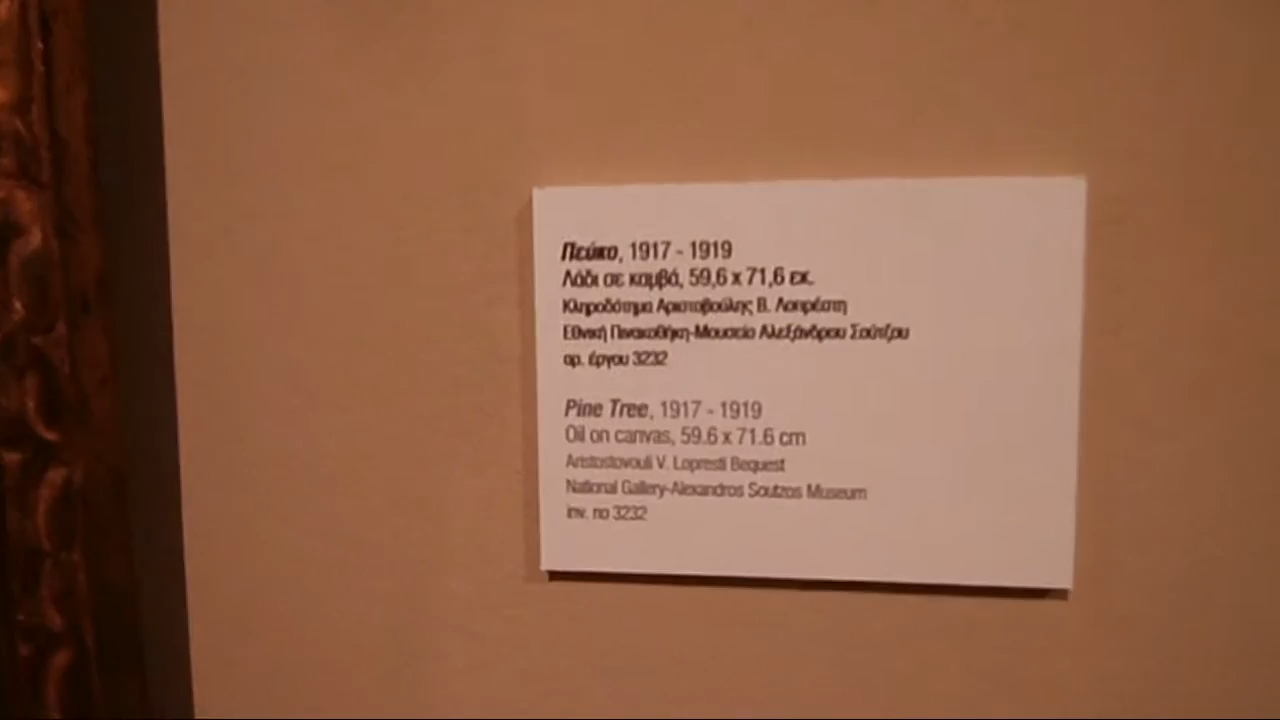 Πεύκο, 1917 - 1919
Λάδι σε καμβά, 59,6 x 71,6 εκ.
Κληροδότημα Αριστοβούλης Β. Λοπρέστη
Εθνική Πινακοθήκη-Μουσείο Αλεξάνδρου Σούτζου
αρ. έργου 3232
Pine Tree, 1917 - 1919
Oil on canvas, 59.6 x 71.6 cm
Aristostovouli V. Lopresti Bequest
National Gallery-Alexandros Soutzos Museum
inv. no 3232